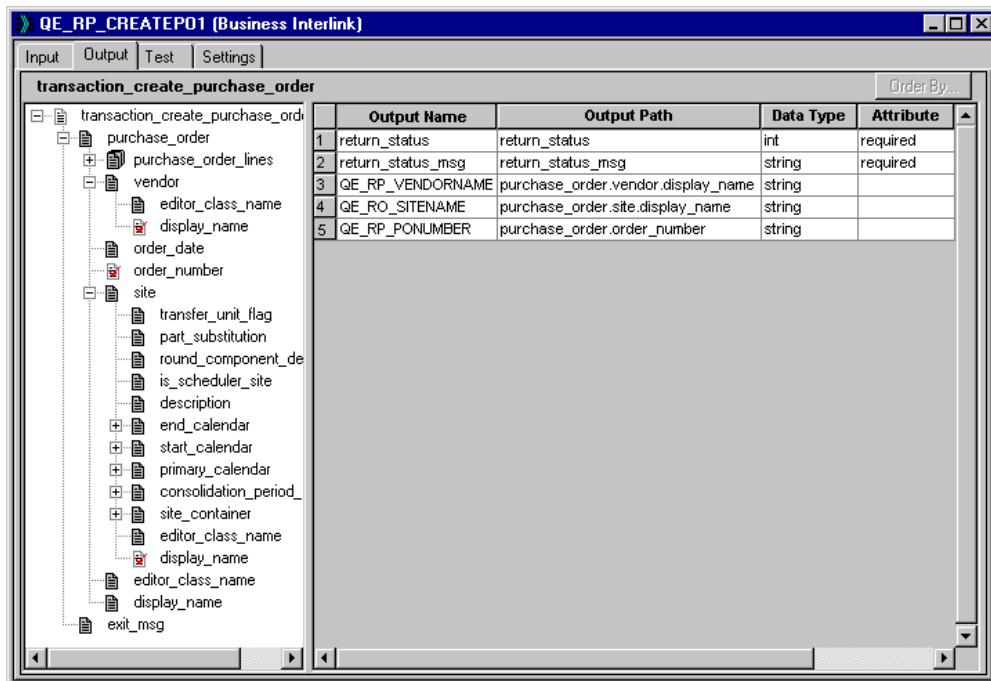 QE_RP_CREATEPO1 (Business Interlink)
Input Output Test Settings
transaction_create_purchase_order Order By...
transaction_create_purchase_ord
purchase_order
purchase_order_lines
vendor
editor_class_name
display_name
order_date
order_number
site
transfer_unit_flag
part_substitution
round_component_de
is_scheduler_site
description
end_calendar
start_calendar
primary_calendar
consolidation_period_
site_container
editor_class_name
display_name
editor_class_name
display_name
exit_msg
Output Name Output Path Data Type Attribute
1 return_status return_status int required
2 return_status_msg return_status_msg string required
3 QE_RP_VENDORNAME purchase_order.vendor.display_name string
4 QE_RO_SITENAME purchase_order.site.display_name string
5 QE_RP_PONUMBER purchase_order.order_number string